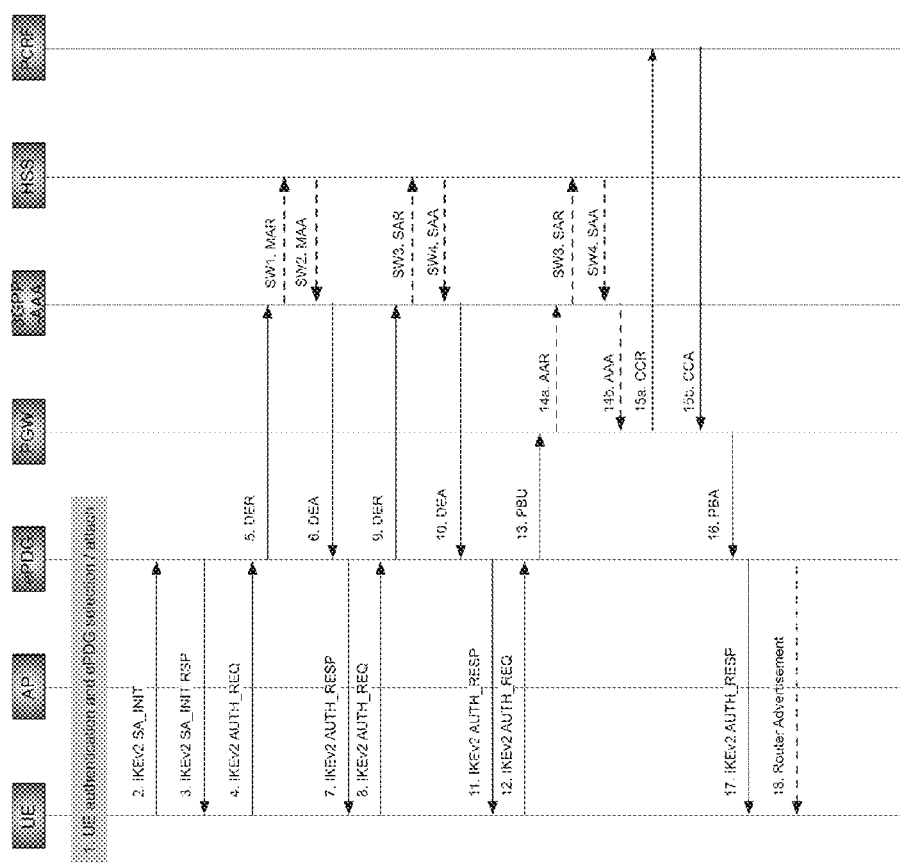 UE
AP
PGW
HSS
PCRF
1. UE authentication and ePDG selection / attach
2. IKEv2 SA_INIT
3. IKEv2 SA_INIT RSP
4. IKEv2 AUTH_REQ
5. DER
SW1. MAR
SW2. MAA
6. DEA
7. IKEv2 AUTH_RESP
8. IKEv2 AUTH_REQ
9. DER
SW3. SAR
SW4. SAA
10. DEA
11. IKEv2 AUTH_RESP
12. IKEv2 AUTH_REQ
13. PBU
14a. AAR
SW3. SAR
SW4. SAA
14b. AAA
15a. CCR
15b. CCA
16. PBA
17. IKEv2 AUTH_RESP
18. Router Advertisement